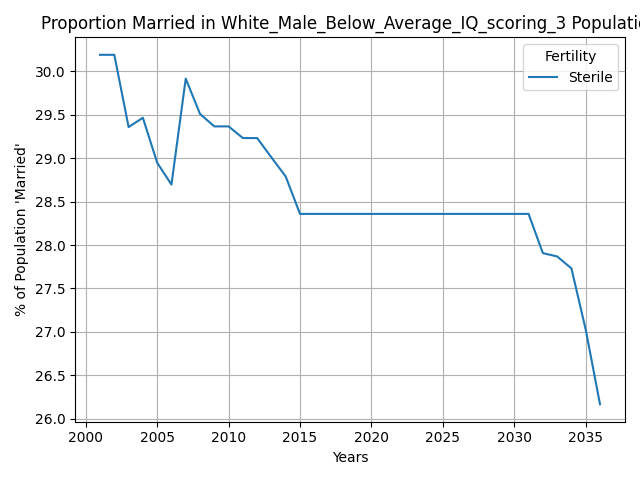 Proportion Married in White_Male_Below_Average_IQ_scoring_3 Populatio
Fertility
Sterile
30.0
29.5
29.0
28.5
28.0
27.5
27.0
26.5
26.0
% of Population 'Married'
2000 2005 2010 2015 2020 2025 2030 2035
Years